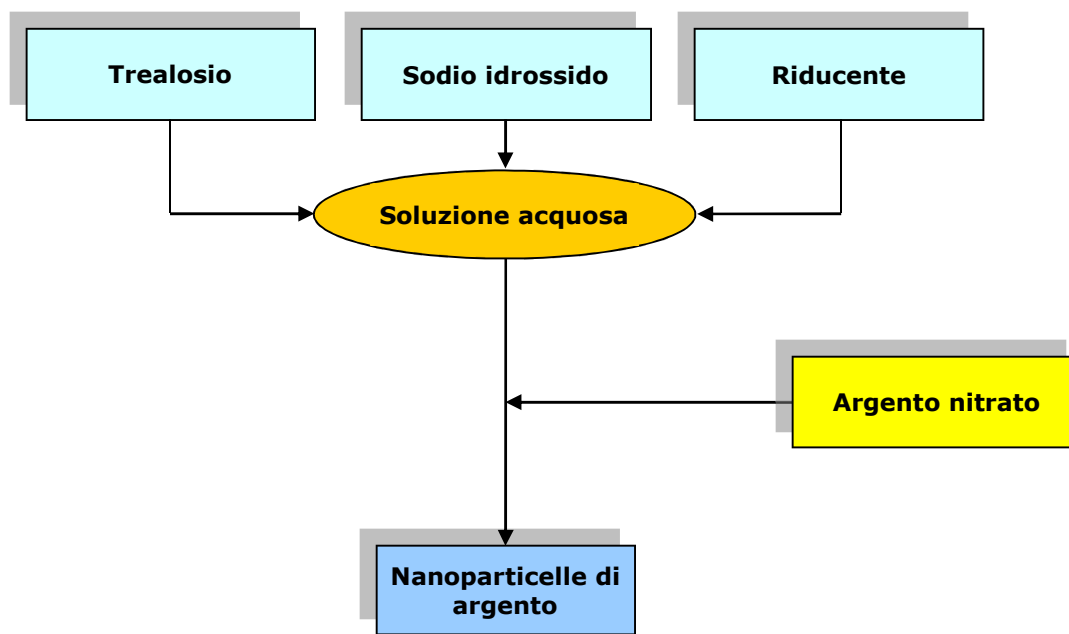 Trealosio
Sodio idrossido
Riducente
Soluzione acquosa
Argento nitrato
Nanoparticelle di
argento